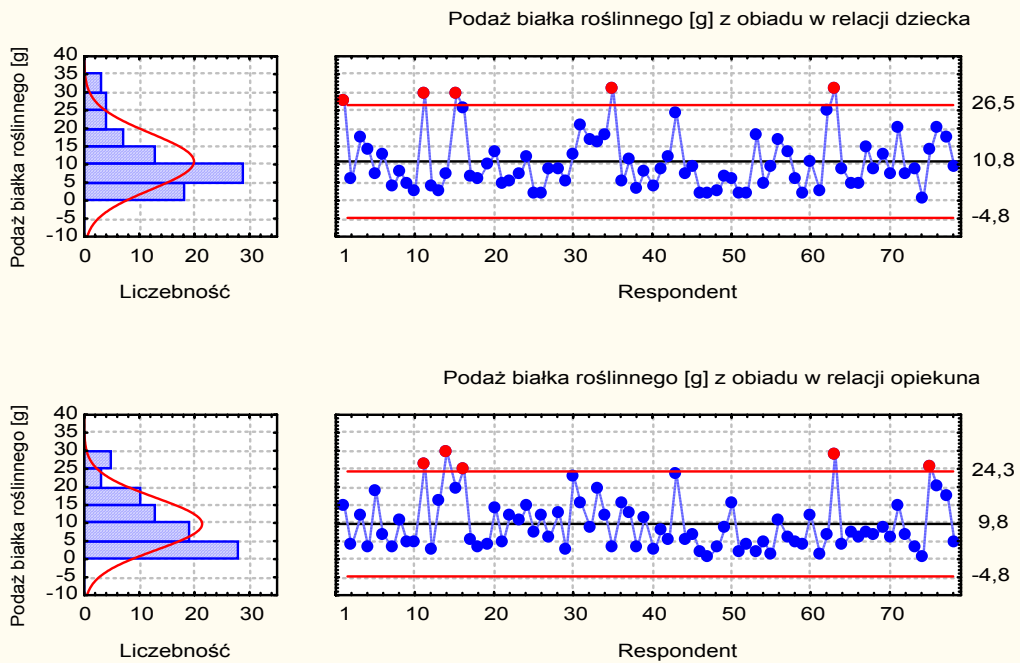 Podaż białka roślinnego [g] z obiadu w relacji dziecka
Podaż białka roślinnego [g]
40
35
30
25
20
15
10
5
0
-5
-10
0 10 20 30
Liczebność
26,5
10,8
-4,8
1 10 20 30 40 50 60 70
Respondent
Podaż białka roślinnego [g] z obiadu w relacji opiekuna
Podaż białka roślinnego [g]
40
35
30
25
20
15
10
5
0
-5
-10
0 10 20 30
Liczebność
24,3
9,8
-4,8
1 10 20 30 40 50 60 70
Respondent